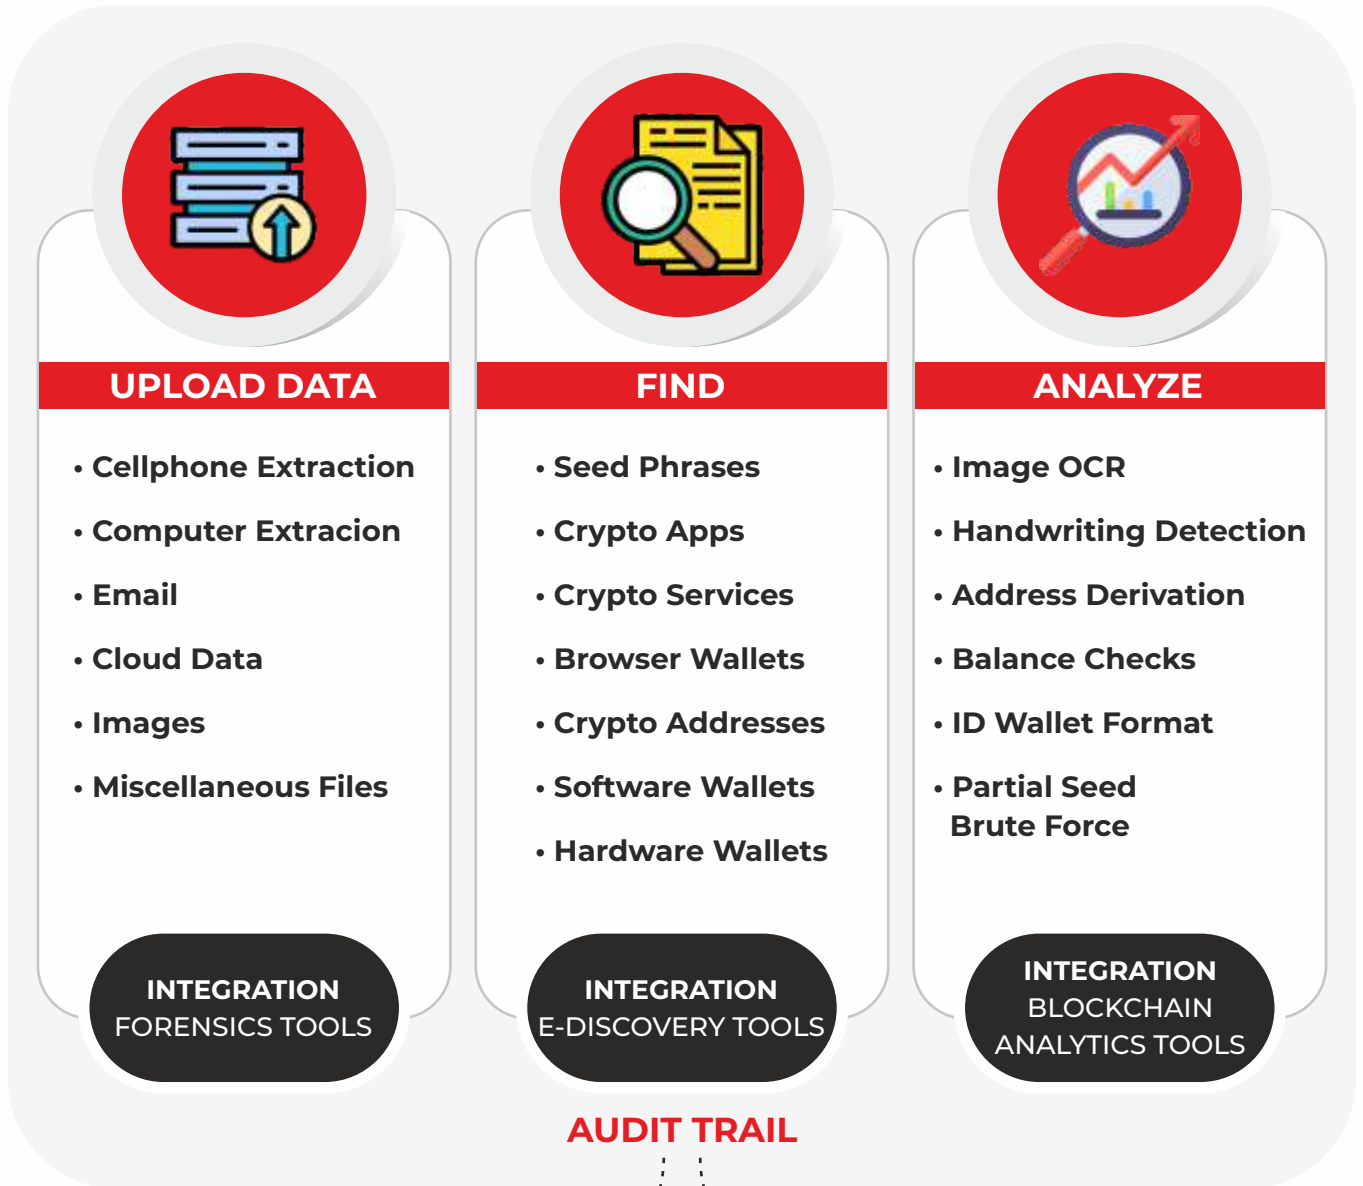 UPLOAD DATA
• Cellphone Extraction
• Computer Extracion
• Email
• Cloud Data
• Images
• Miscellaneous Files
INTEGRATION
FORENSICS TOOLS
FIND
• Seed Phrases
• Crypto Apps
• Crypto Services
• Browser Wallets
• Crypto Addresses
• Software Wallets
• Hardware Wallets
INTEGRATION
E-DISCOVERY TOOLS
ANALYZE
• Image OCR
• Handwriting Detection
• Address Derivation
• Balance Checks
• ID Wallet Format
• Partial Seed
Brute Force
INTEGRATION
BLOCKCHAIN
ANALYTICS TOOLS
AUDIT TRAIL